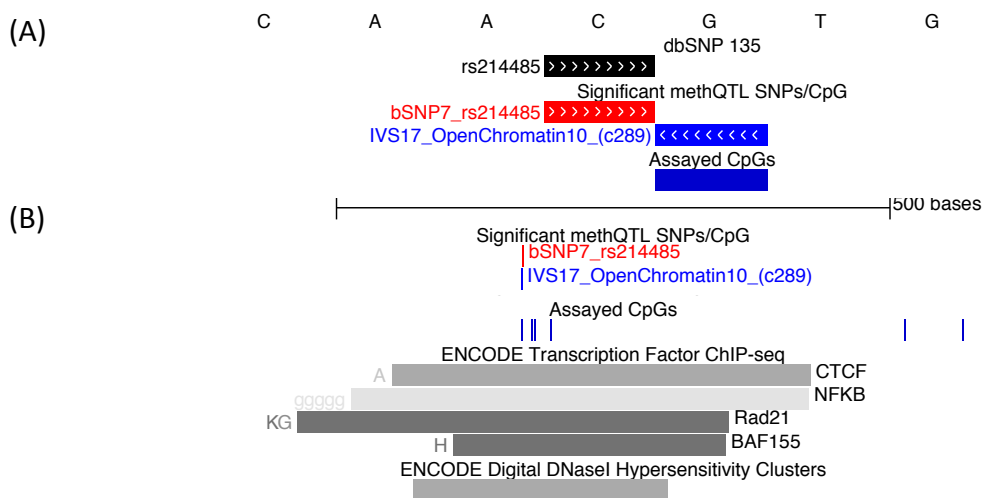 (A)
C A A C G T G
dbSNP 135
rs214485
Significant methQTL SNPs/CpG
bSNP7_rs214485
IVS17_OpenChromatin10_(c289)
Assayed CpGs
(B)
500 bases
Significant methQTL SNPs/CpG
bSNP7_rs214485
IVS17_OpenChromatin10_(c289)
Assayed CpGs
ENCODE Transcription Factor ChIP-seq
A CTCF
ggggg NFKB
KG Rad21
H BAF155
ENCODE Digital DNaseI Hypersensitivity Clusters